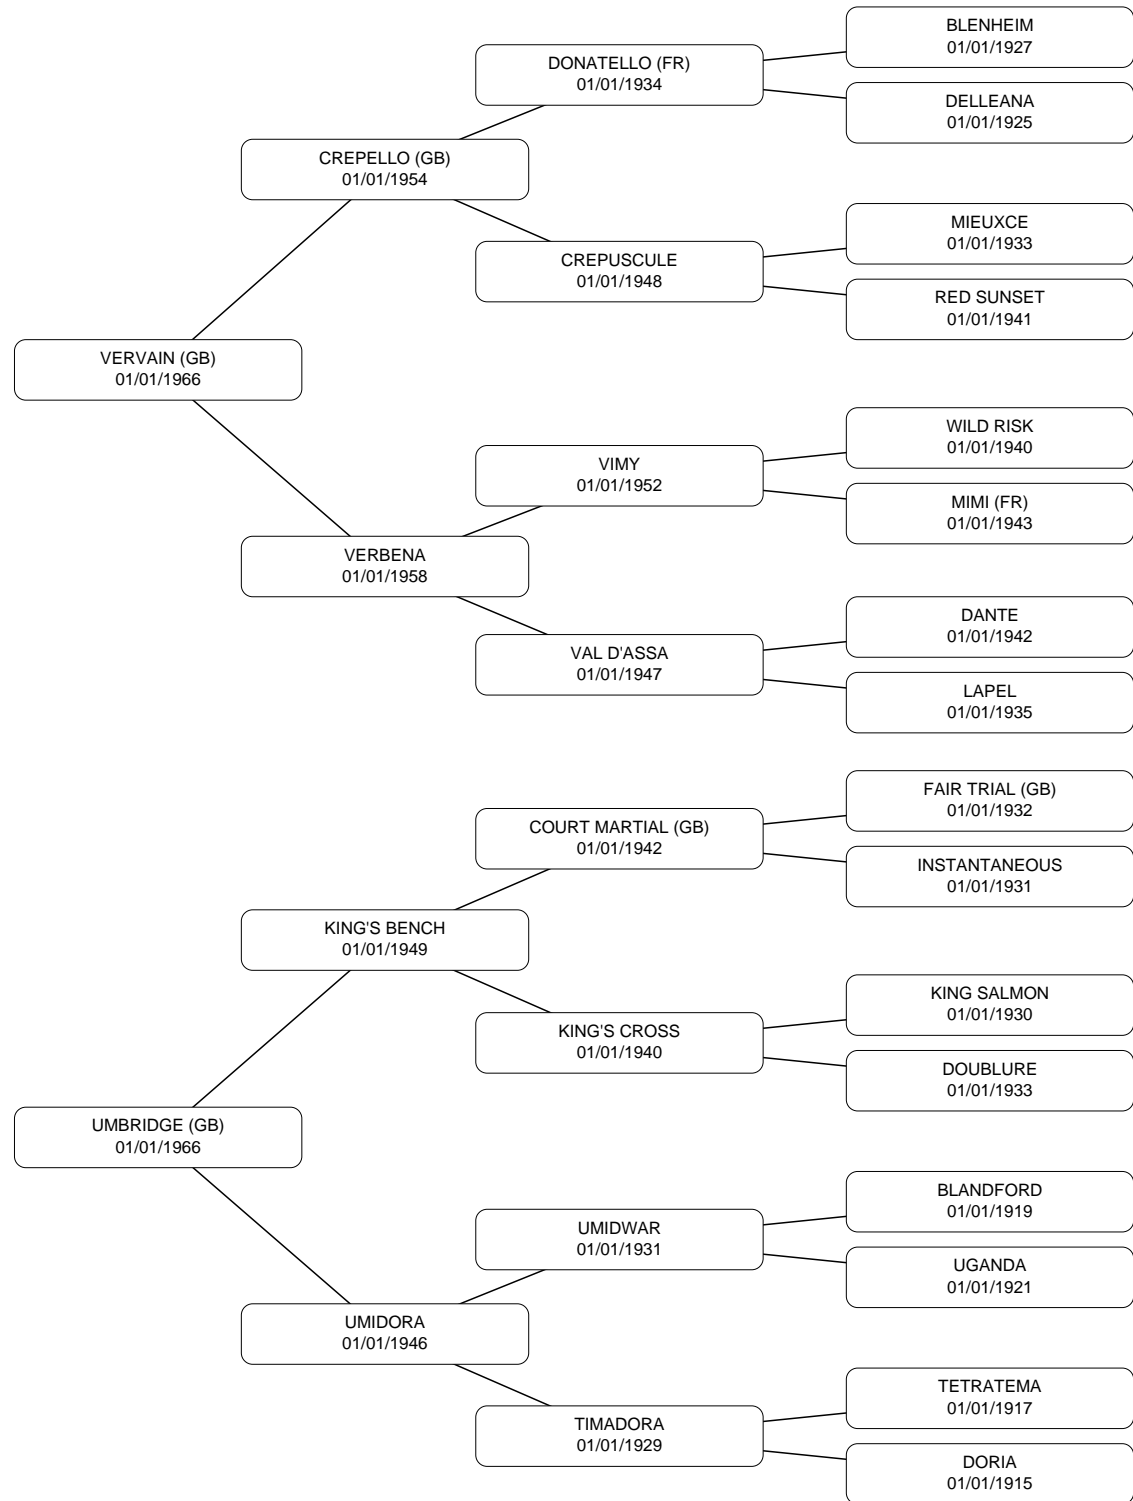 BLENHEIM
01/01/1927
DONATELLO (FR)
01/01/1934
DELLEANA
01/01/1925
CREPELLO (GB)
01/01/1954
MIEUXCE
01/01/1933
CREPUSCULE
01/01/1948
RED SUNSET
01/01/1941
VERVAIN (GB)
01/01/1966
WILD RISK
01/01/1940
VIMY
01/01/1952
MIMI (FR)
01/01/1943
VERBENA
01/01/1958
DANTE
01/01/1942
VAL D'ASSA
01/01/1947
LAPEL
01/01/1935
FAIR TRIAL (GB)
01/01/1932
COURT MARTIAL (GB)
01/01/1942
INSTANTANEOUS
01/01/1931
KING'S BENCH
01/01/1949
KING SALMON
01/01/1930
KING'S CROSS
01/01/1940
DOUBLURE
01/01/1933
UMBRIDGE (GB)
01/01/1966
BLANDFORD
01/01/1919
UMIDWAR
01/01/1931
UGANDA
01/01/1921
UMIDORA
01/01/1946
TETRATEMA
01/01/1917
TIMADORA
01/01/1929
DORIA
01/01/1915